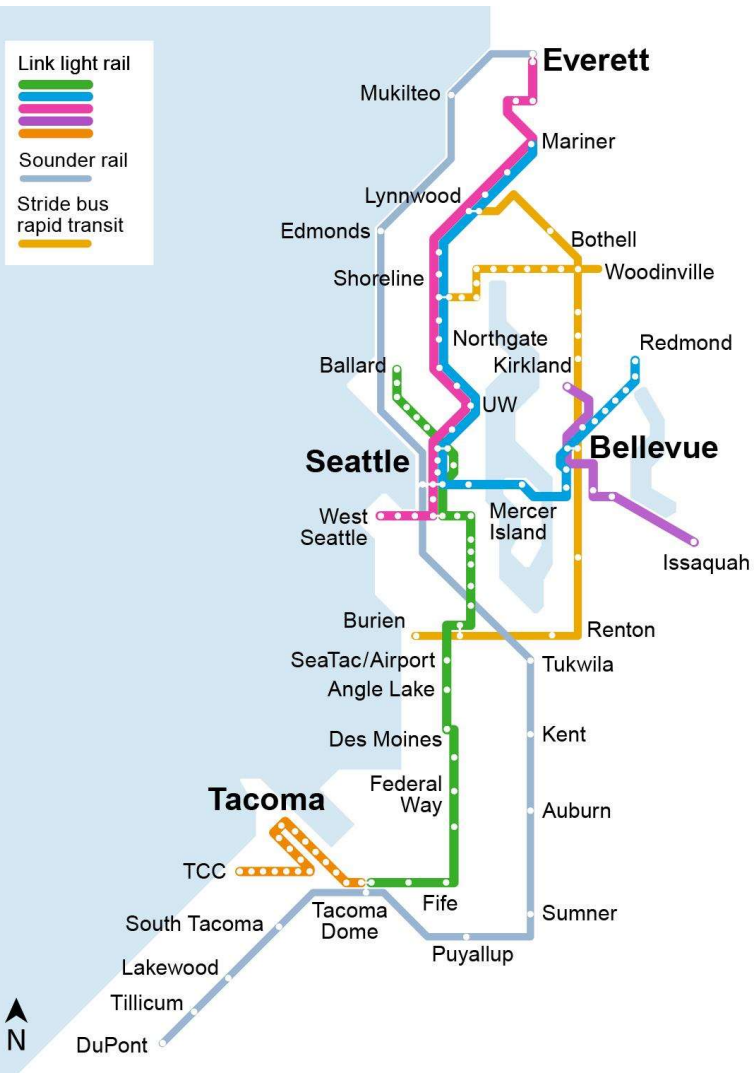 Link light rail
Sounder rail
Stride bus
rapid transit
Everett
Mukilteo
Mariner
Lynnwood
Edmonds
Bothell
Woodinville
Shoreline
Northgate
Redmond
Kirkland
Ballard
UW
Bellevue
Seattle
Mercer
Island
West
Seattle
Issaquah
Burien
Renton
SeaTac/Airport
Tukwila
Angle Lake
Kent
Des Moines
Federal
Way
Tacoma
Auburn
TCC
Fife
Tacoma
Dome
Sumner
South Tacoma
Puyallup
Lakewood
Tillicum
DuPont
N